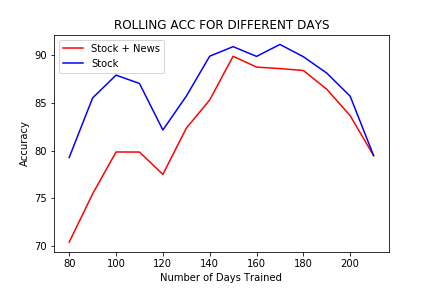 ROLLING ACC FOR DIFFERENT DAYS
Stock + News
Stock
90
85
80
75
70
Accuracy
80 100 120 140 160 180 200
Number of Days Trained